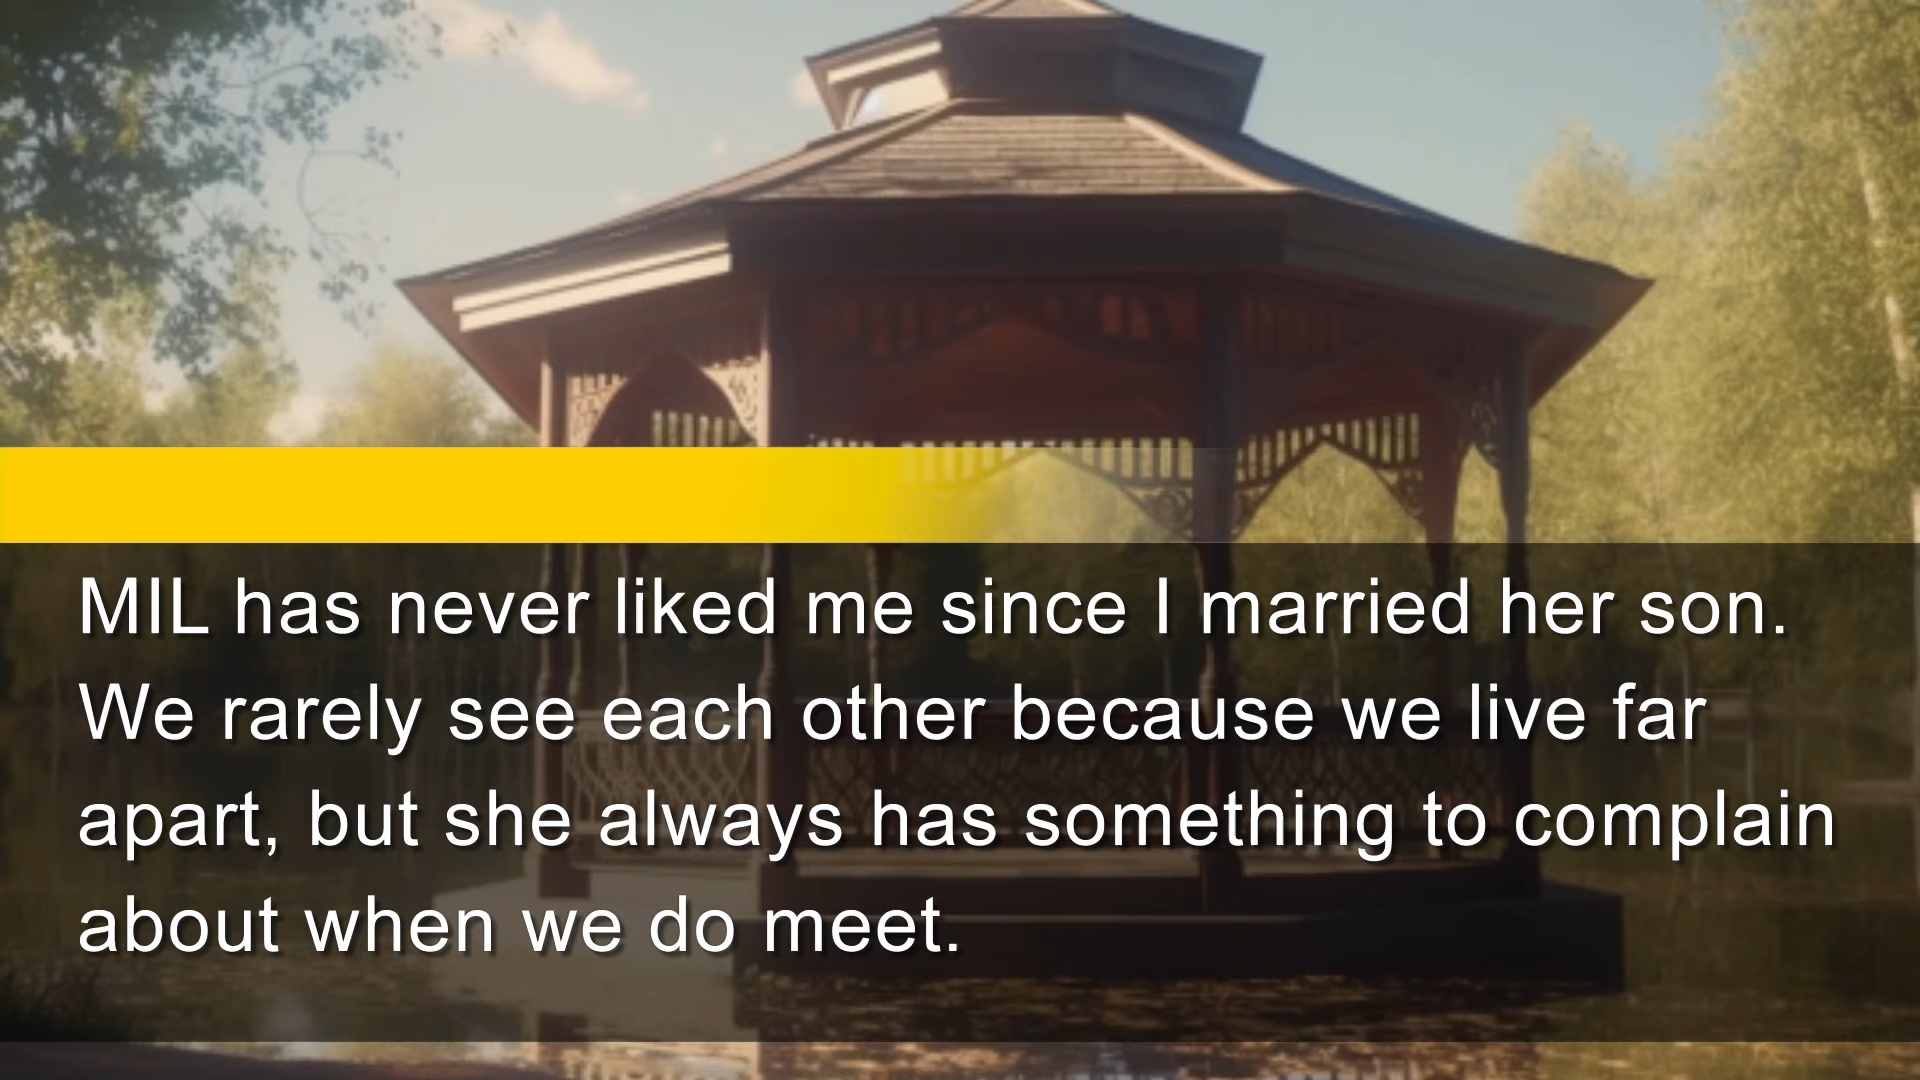 MIL has never liked me since I married her son.
We rarely see each other because we live far
apart, but she always has something to complain
about when we do meet.